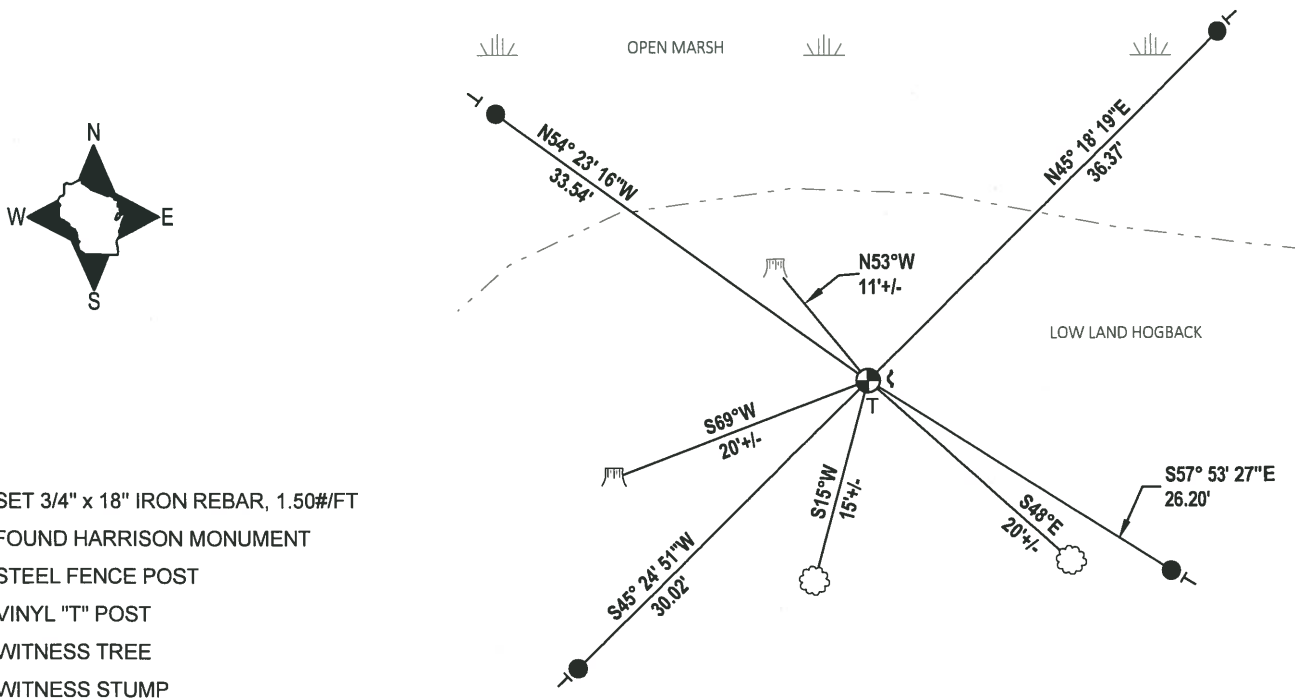 OPEN MARSH
N
W E
S
N54° 23' 16"W
33.54'
N45° 18' 19"E
36.37'
N53°W
11'+/-
LOW LAND HOGBACK
T
S69°W
20'+/-
S15°W
15'+/-
S48°E
20'+/-
S57° 53' 27"E
26.20'
S45° 24' 51"W
30.02'
SET 3/4" x 18" IRON REBAR, 1.50#/FT
FOUND HARRISON MONUMENT
STEEL FENCE POST
VINYL "T" POST
WITNESS TREE
WITNESS STUMP